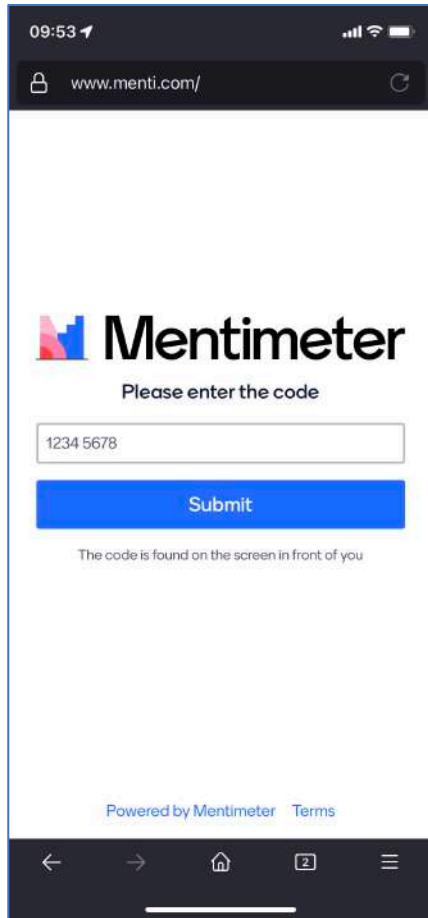 09:53
www.menti.com/
Mentimeter
Please enter the code
1234 5678
Submit
The code is found on the screen in front of you
Powered by Mentimeter Terms
2